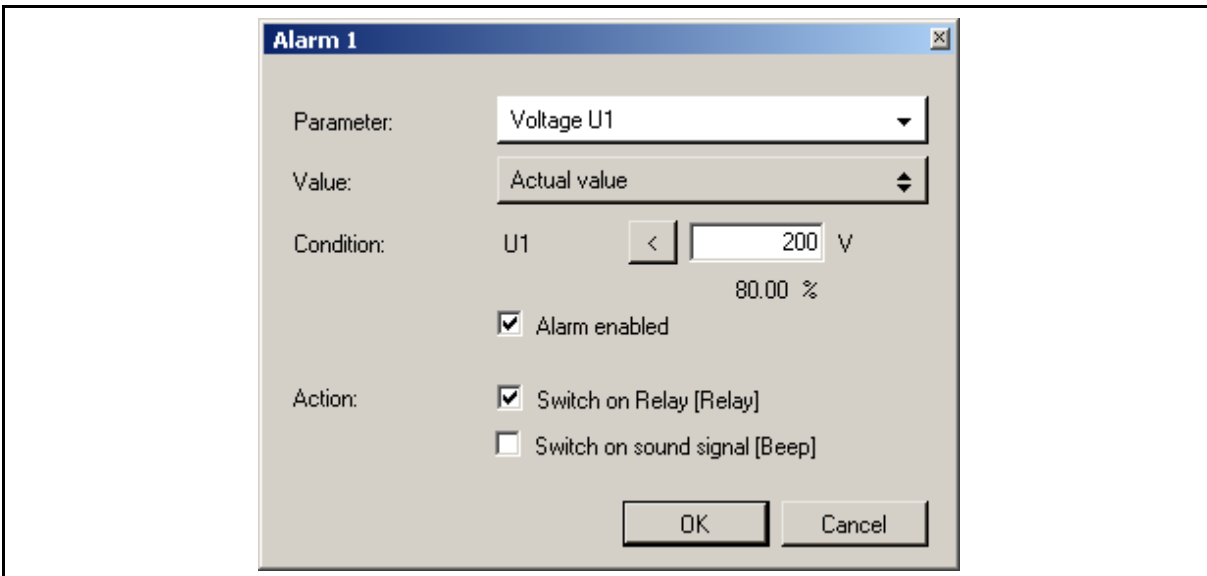 Alarm 1
Parameter: Voltage U1
Value: Actual value
Condition: U1 < 200 V
80.00 %
Alarm enabled
Action: Switch on Relay [Relay]
Switch on sound signal [Beep]
OK Cancel